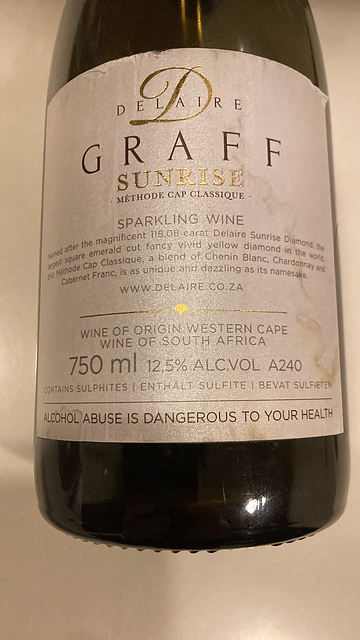 DELAIRE
GRAFF
SUNRISE
· MÉTHODE CAP CLASSIQUE ·
SPARKLING WINE
Named after the magnificent 118,08 carat Delaire Sunrise Diamond, the
largest square emerald cut fancy vivid yellow diamond in the world,
this Méthode Cap Classique, a blend of Chenin Blanc, Chardonnay and
Cabernet Franc, is as unique and dazzling as its namesake.
WWW.DELAIRE.CO.ZA
WINE OF ORIGIN WESTERN CAPE
WINE OF SOUTH AFRICA
750 ml 12,5% ALC.VOL A240
CONTAINS SULPHITES | ENTHÄLT SULFITE | BEVAT SULFIETEN
ALCOHOL ABUSE IS DANGEROUS TO YOUR HEALTH